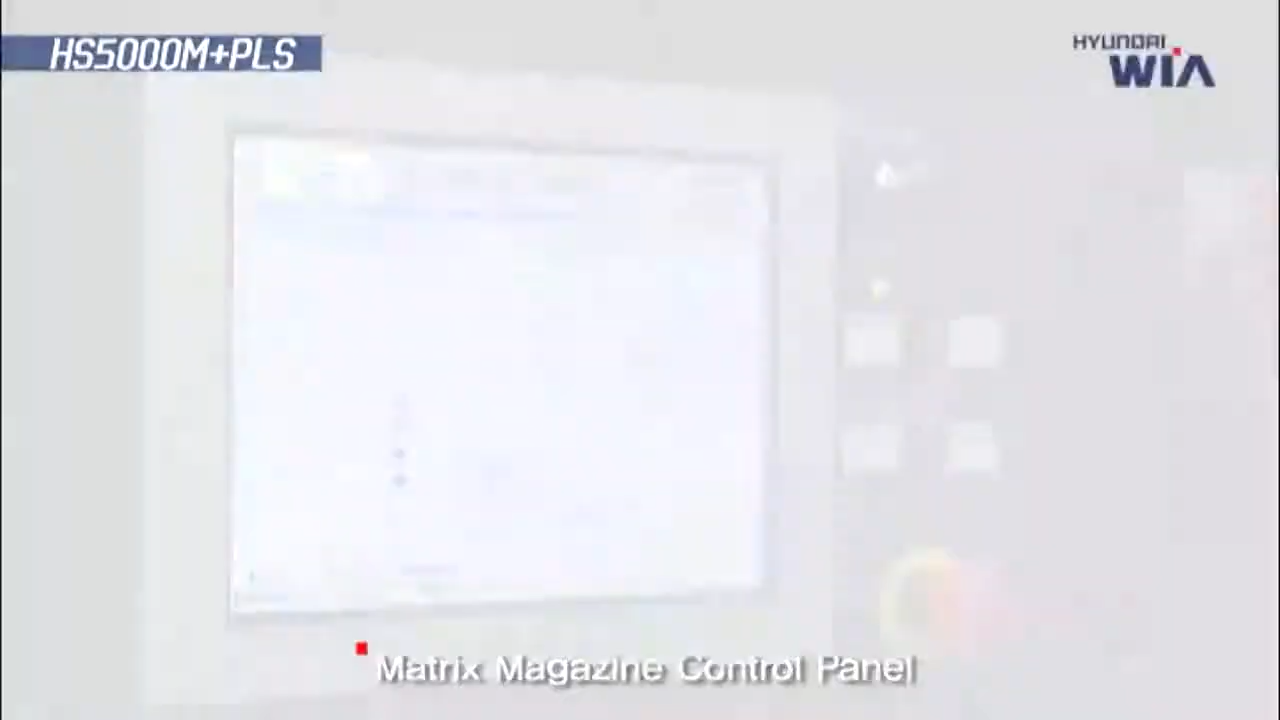 HS5000M+PLS
HYUNDAI
WIA
Matrix Magazine Control Panel